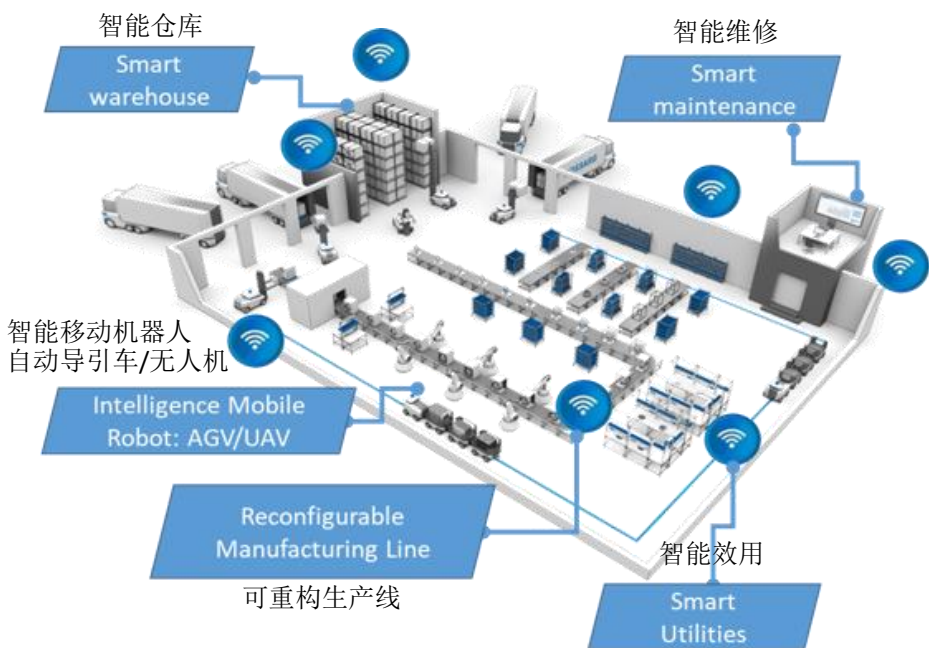 智能仓库
Smart
warehouse
智能维修
Smart
maintenance
智能移动机器人
自动导引车/无人机
Intelligence Mobile
Robot: AGV/UAV
Reconfigurable
Manufacturing Line
可重构生产线
智能效用
Smart
Utilities